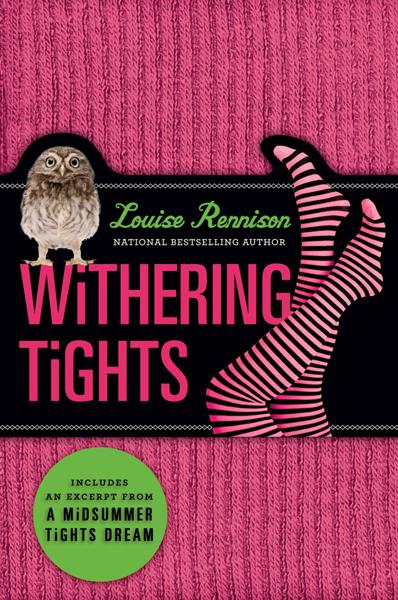 Louise Rennison
NATIONAL BESTSELLING AUTHOR
WiTHERING
TiGHTS
INCLUDES
AN EXCERPT FROM
A MiDSUMMER
TiGHTS DREAM